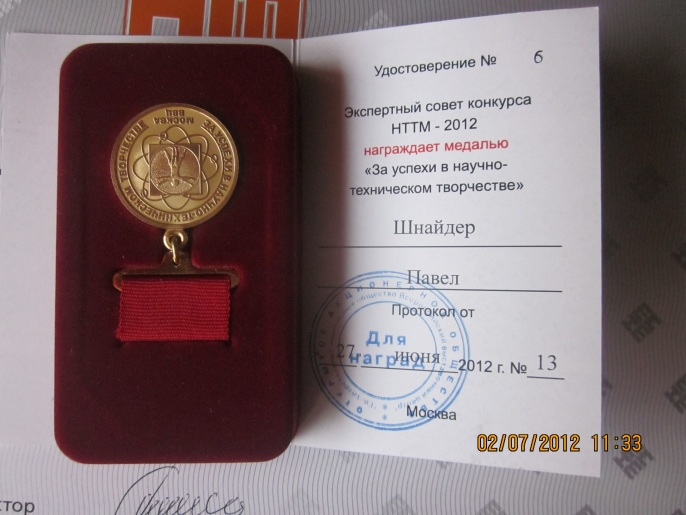 Удостоверение № 6
Экспертный совет конкурса
НТТМ - 2012
награждает медалью
«За успехи в научно-
техническом творчестве»
Шнайдер
Павел
Протокол от
27 июня 2012 г. № 13
Москва
Для
наград
ЗА УСПЕХИ В НАУЧНО-ТЕХНИЧЕСКОМ ТВОРЧЕСТВЕ
МОСКВА
ВВЦ
ктор
02/07/2012 11:33